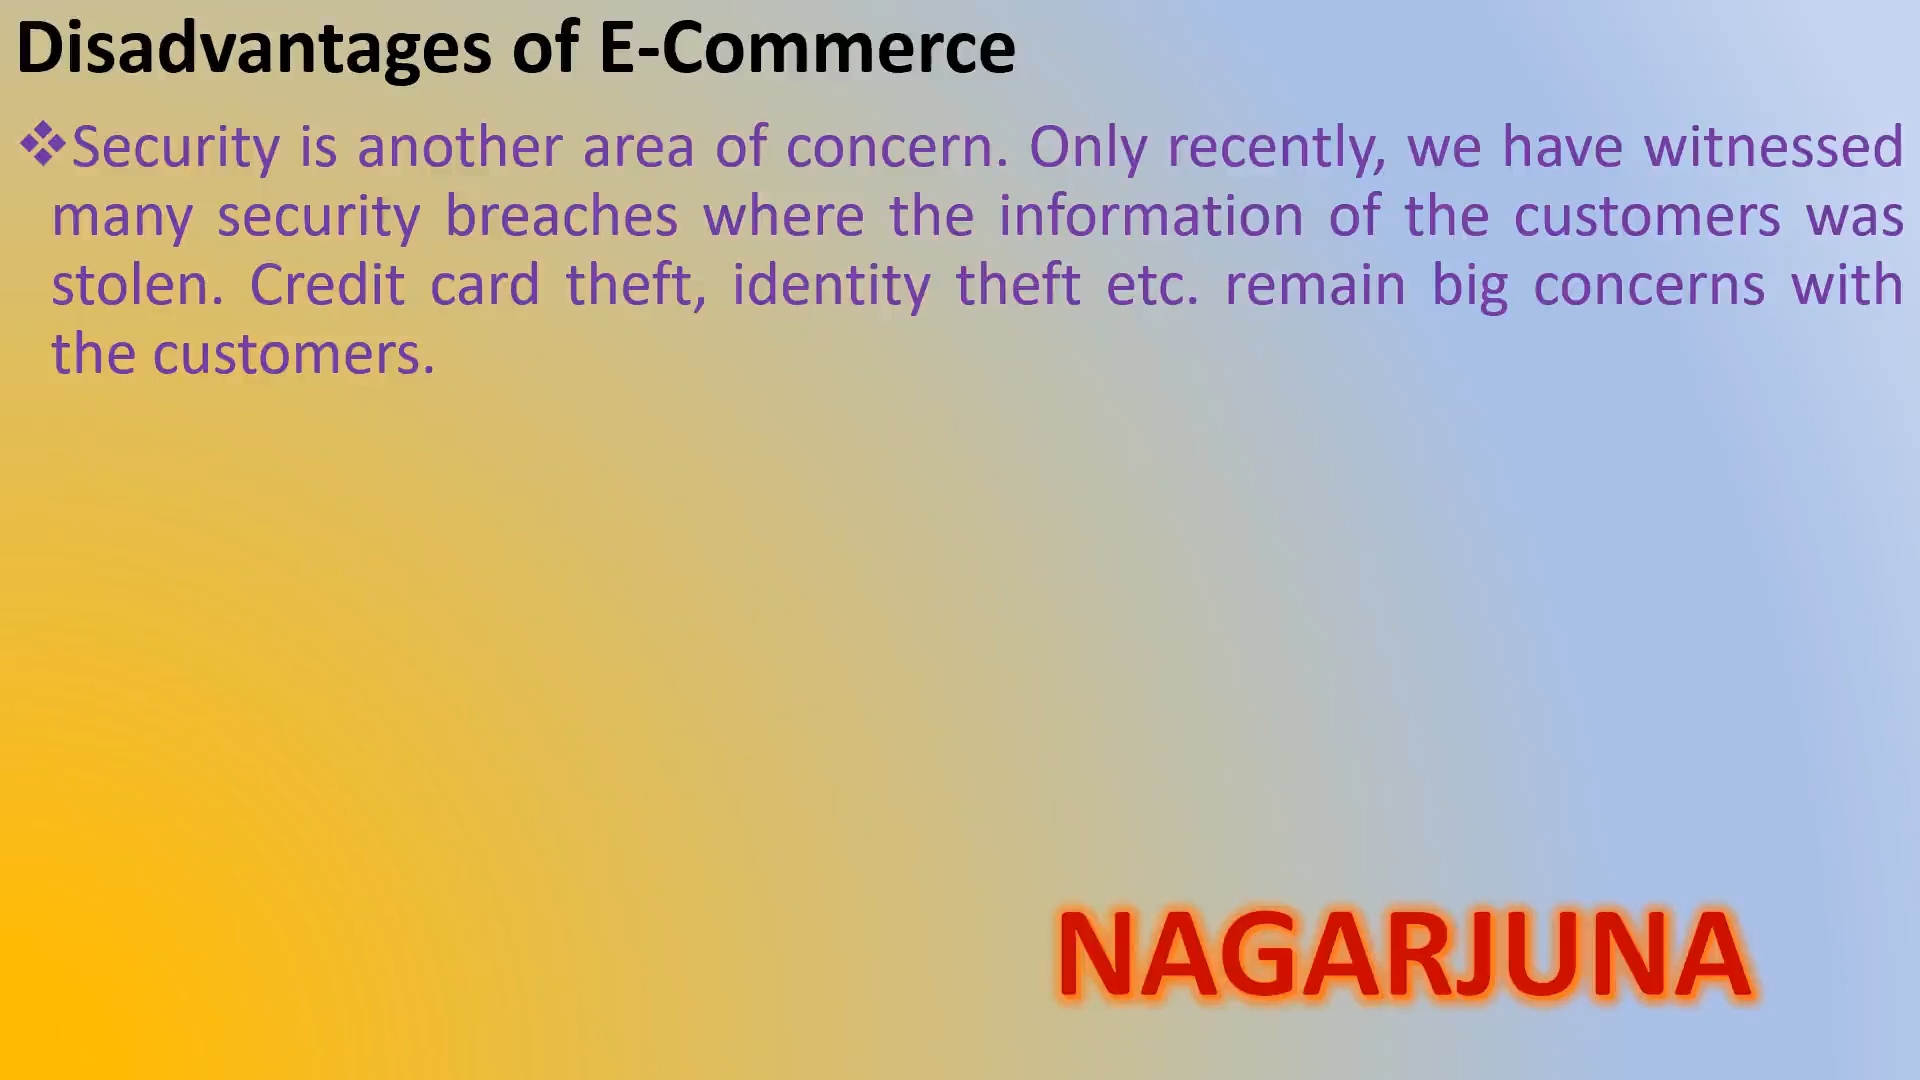 Disadvantages of E-Commerce
❖Security is another area of concern. Only recently, we have witnessed
many security breaches where the information of the customers was
stolen. Credit card theft, identity theft etc. remain big concerns with
the customers.
NAGARJUNA